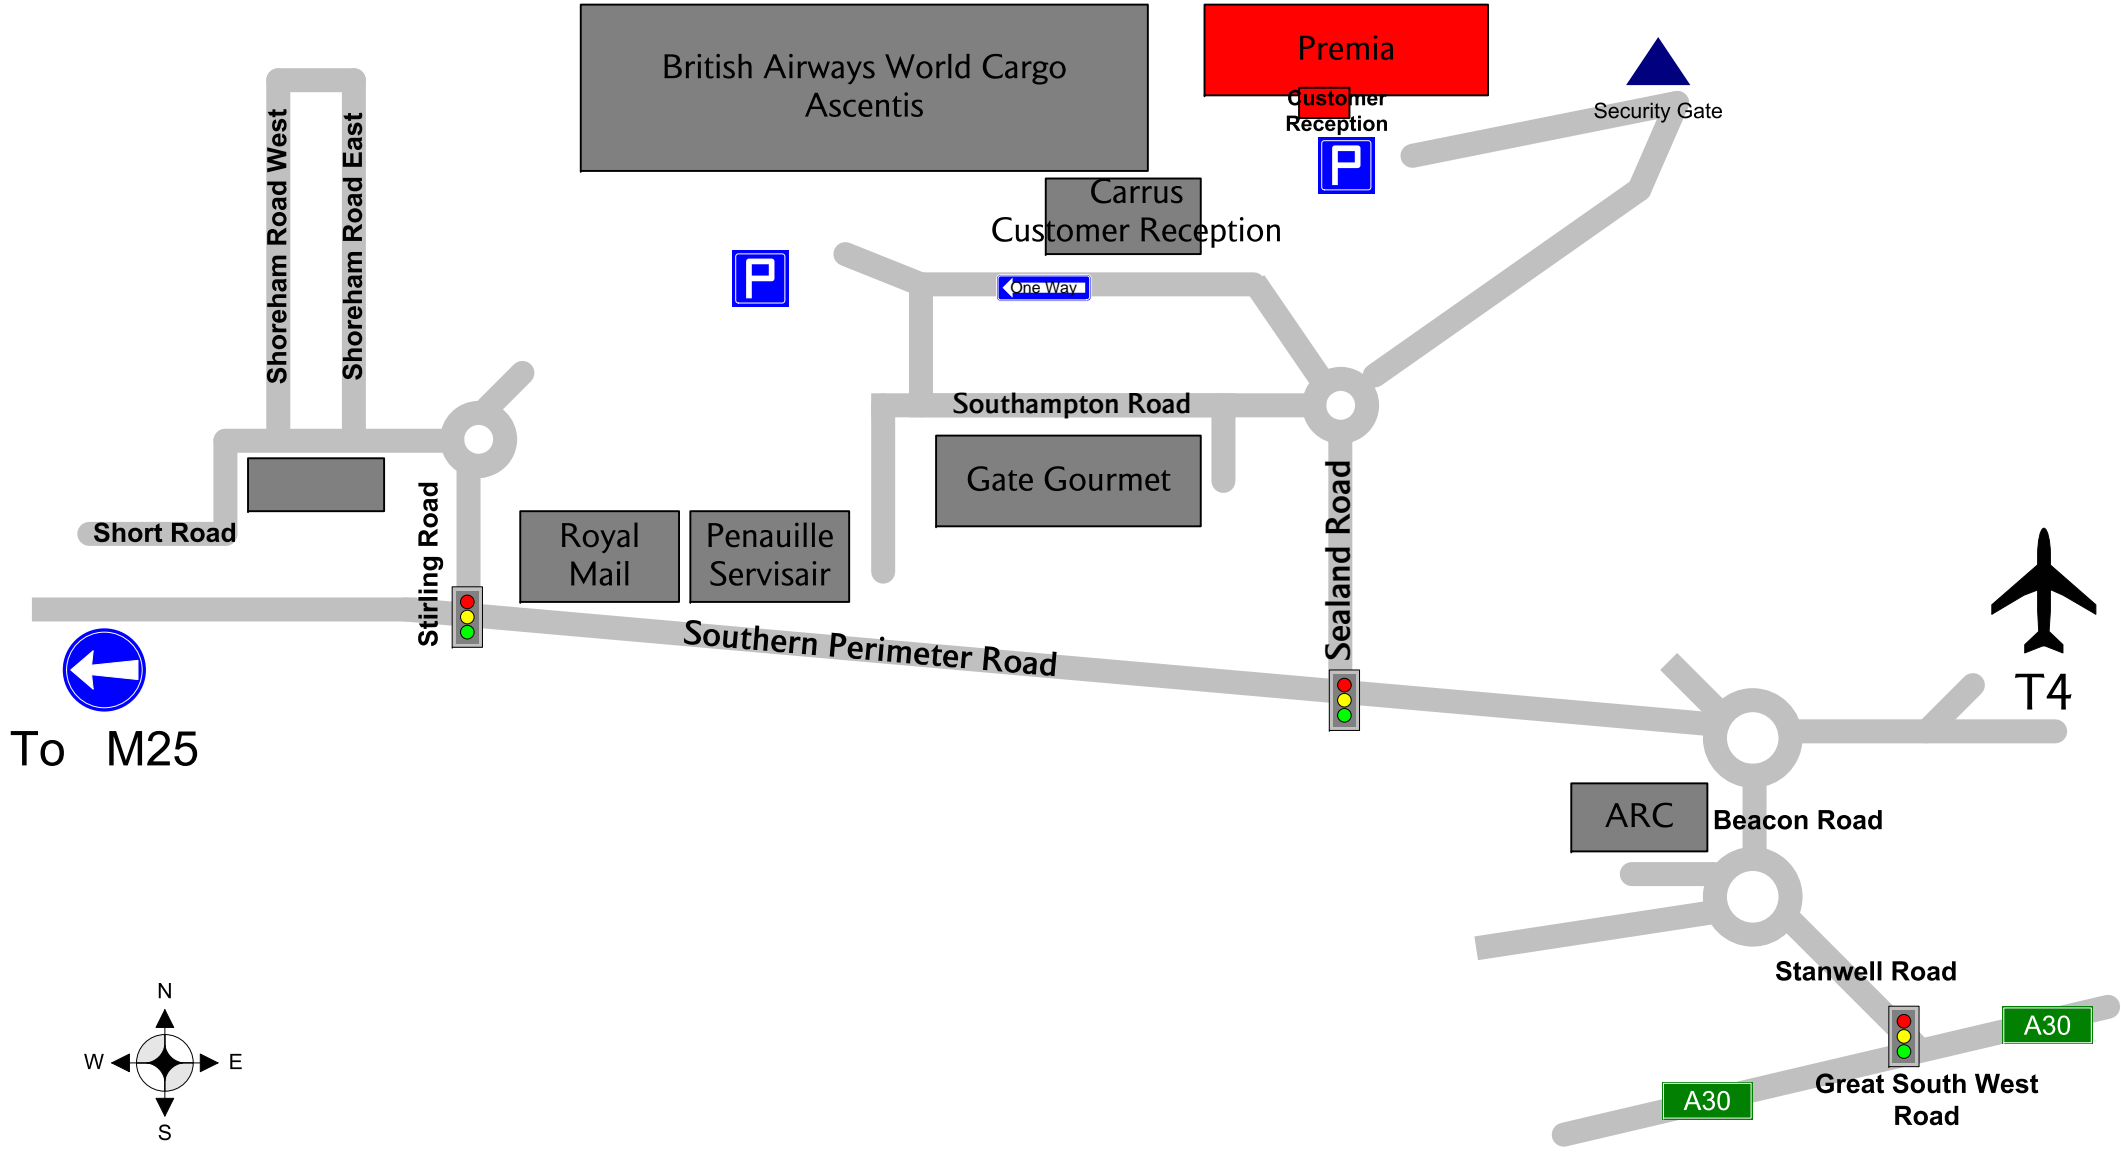 British Airways World Cargo
Ascentis
Premia
Customer
Reception
P
Security Gate
Carrus
Customer Reception
P
One Way
Shoreham Road West
Shoreham Road East
Southampton Road
Gate Gourmet
Sealand Road
Short Road
Stirling Road
Royal
Mail
Penauille
Servisair
Southern Perimeter Road
To M25
T4
ARC
Beacon Road
Stanwell Road
A30
A30
Great South West
Road
N
W
E
S